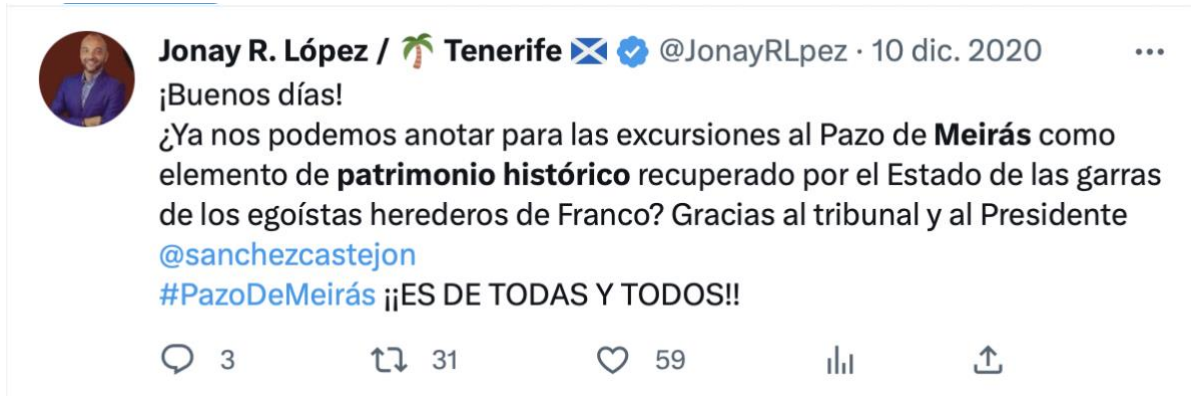 Jonay R. López / 🌴 Tenerife @JonayRLpez · 10 dic. 2020
¡Buenos días!
¿Ya nos podemos anotar para las excursiones al Pazo de Meirás como
elemento de patrimonio histórico recuperado por el Estado de las garras
de los egoístas herederos de Franco? Gracias al tribunal y al Presidente
@sanchezcastejon
#PazoDeMeirás ¡¡ES DE TODAS Y TODOS!!
3 31 59